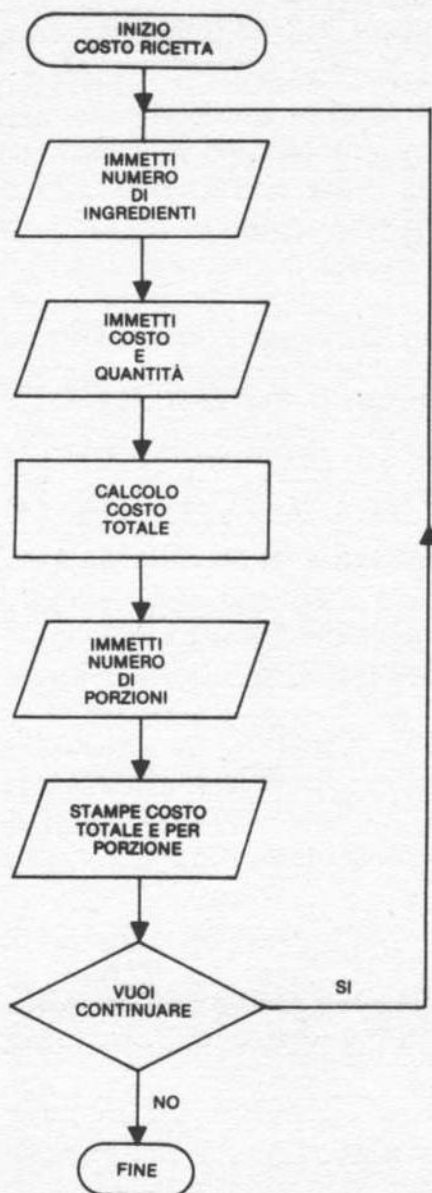 INIZIO
COSTO RICETTA
IMMETTI
NUMERO
DI
INGREDIENTI
IMMETTI
COSTO
E
QUANTITÀ
CALCOLO
COSTO
TOTALE
IMMETTI
NUMERO
DI
PORZIONI
STAMPE COSTO
TOTALE E PER
PORZIONE
VUOI
CONTINUARE
SI
NO
FINE